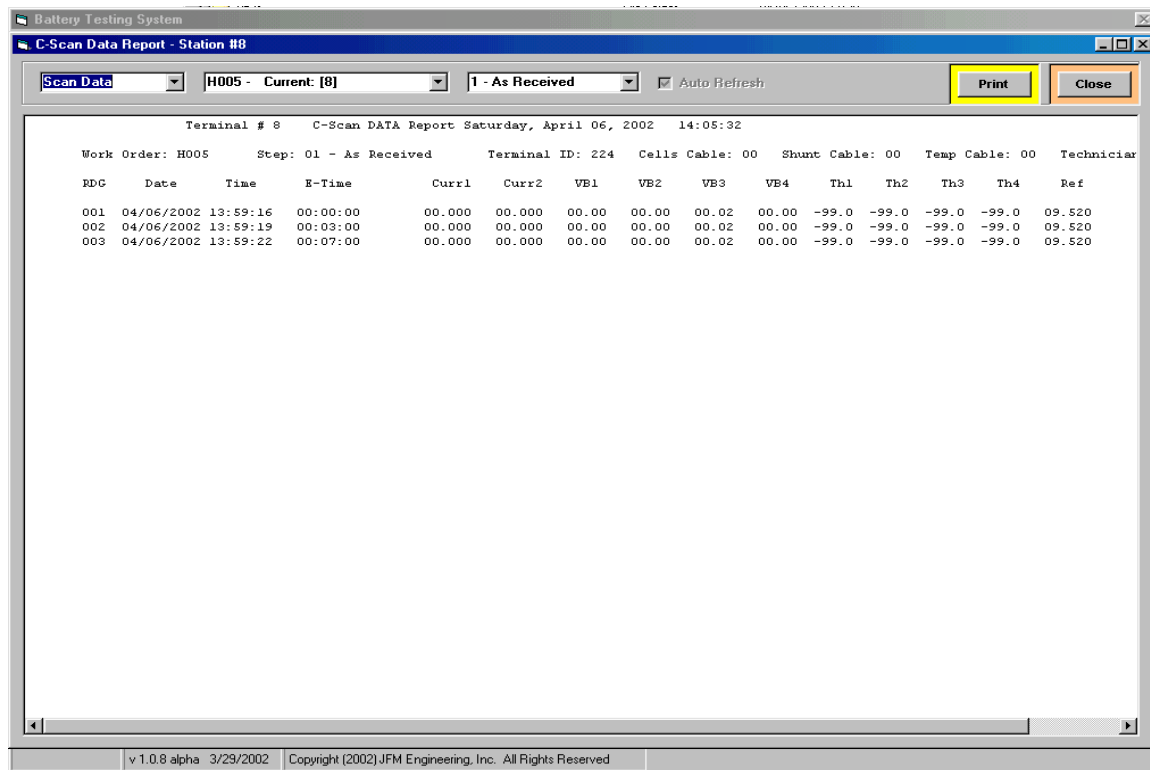 Battery Testing System
C-Scan Data Report - Station #8
Scan Data H005 - Current: [8] 1 - As Received Auto Refresh Print Close
Terminal # 8 C-Scan DATA Report Saturday, April 06, 2002 14:05:32
Work Order: H005 Step: 01 - As Received Terminal ID: 224 Cells Cable: 00 Shunt Cable: 00 Temp Cable: 00 Technician
RDG Date Time E-Time Curr1 Curr2 VB1 VB2 VB3 VB4 Th1 Th2 Th3 Th4 Ref
001 04/06/2002 13:59:16 00:00:00 00.000 00.000 00.00 00.00 00.02 00.00 -99.0 -99.0 -99.0 -99.0 09.520
002 04/06/2002 13:59:19 00:03:00 00.000 00.000 00.00 00.00 00.02 00.00 -99.0 -99.0 -99.0 -99.0 09.520
003 04/06/2002 13:59:22 00:07:00 00.000 00.000 00.00 00.00 00.02 00.00 -99.0 -99.0 -99.0 -99.0 09.520
v 1.0.8 alpha 3/29/2002 Copyright (2002) JFM Engineering, Inc. All Rights Reserved